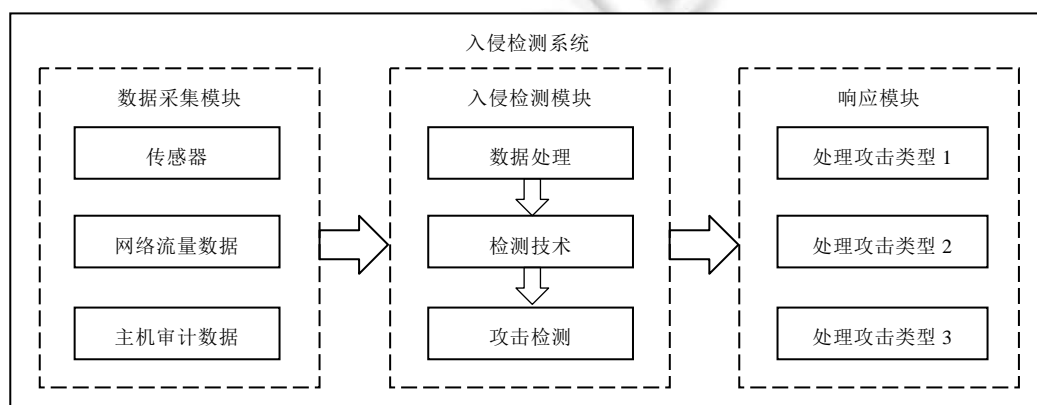 入侵检测系统
数据采集模块
传感器
网络流量数据
主机审计数据
入侵检测模块
数据处理
检测技术
攻击检测
响应模块
处理攻击类型 1
处理攻击类型 2
处理攻击类型 3